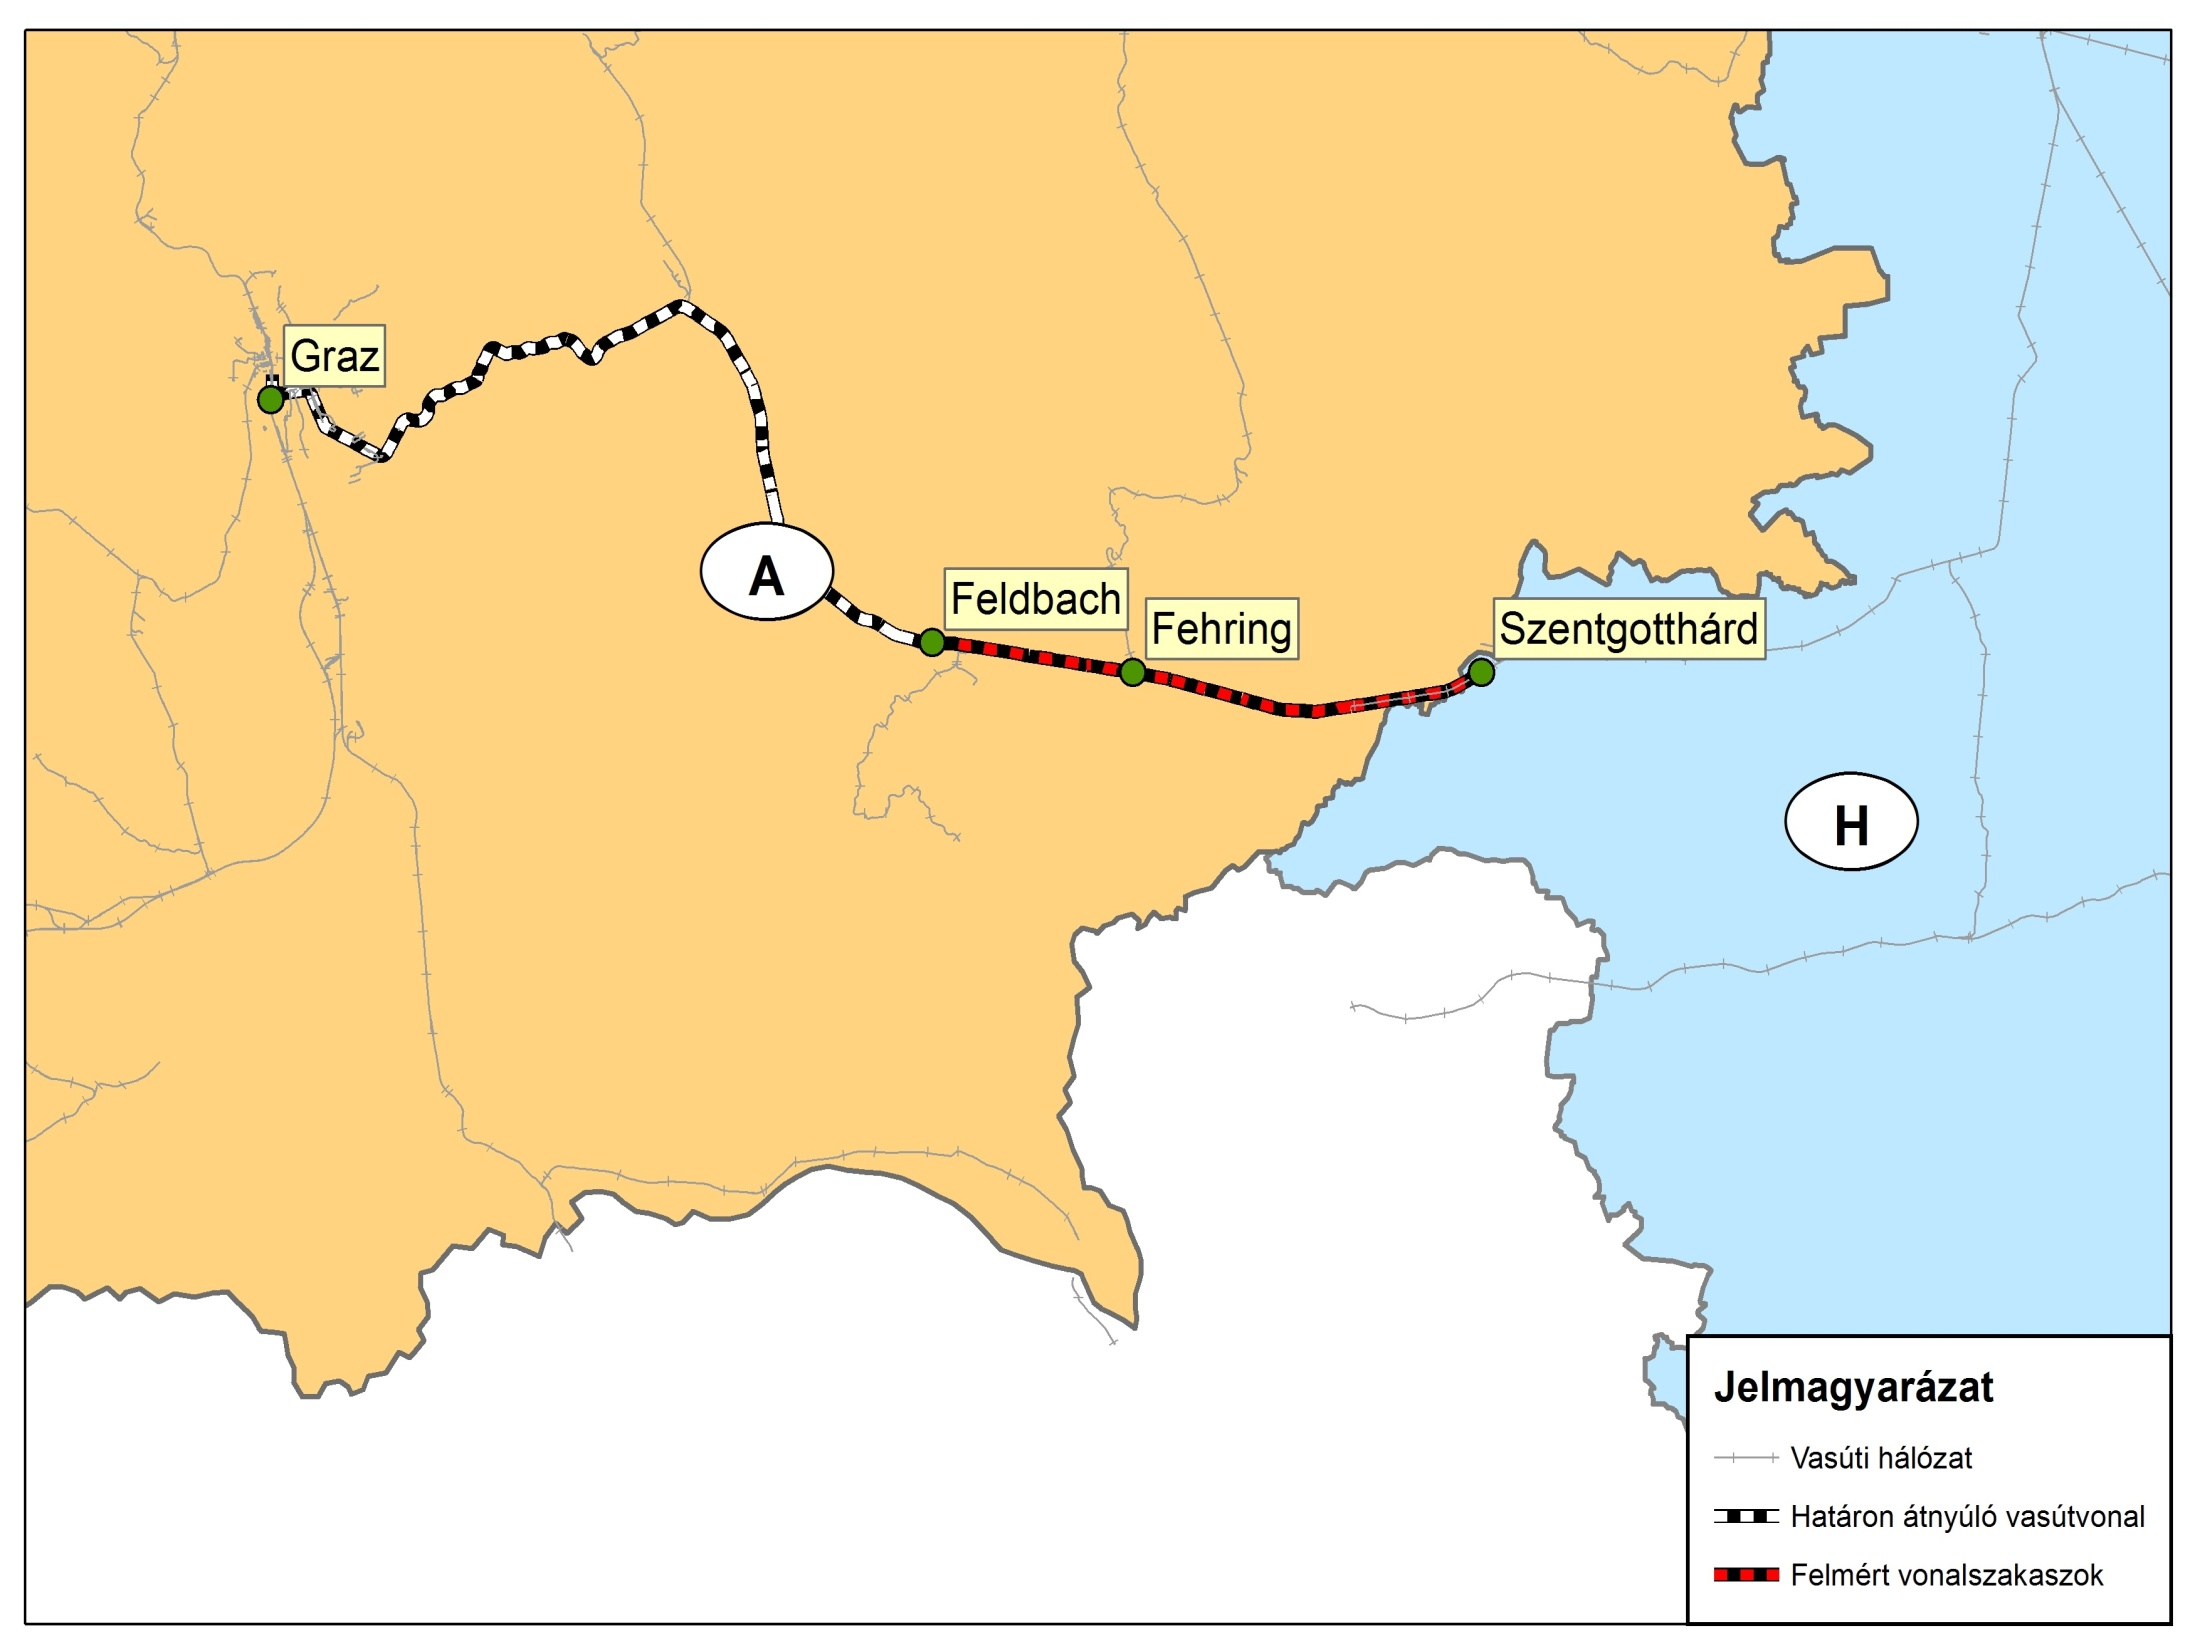 Graz
A
Feldbach
Fehring
Szentgotthárd
H
Jelmagyarázat
Vasúti hálózat
Határon átnyúló vasútvonal
Felmért vonalszakaszok